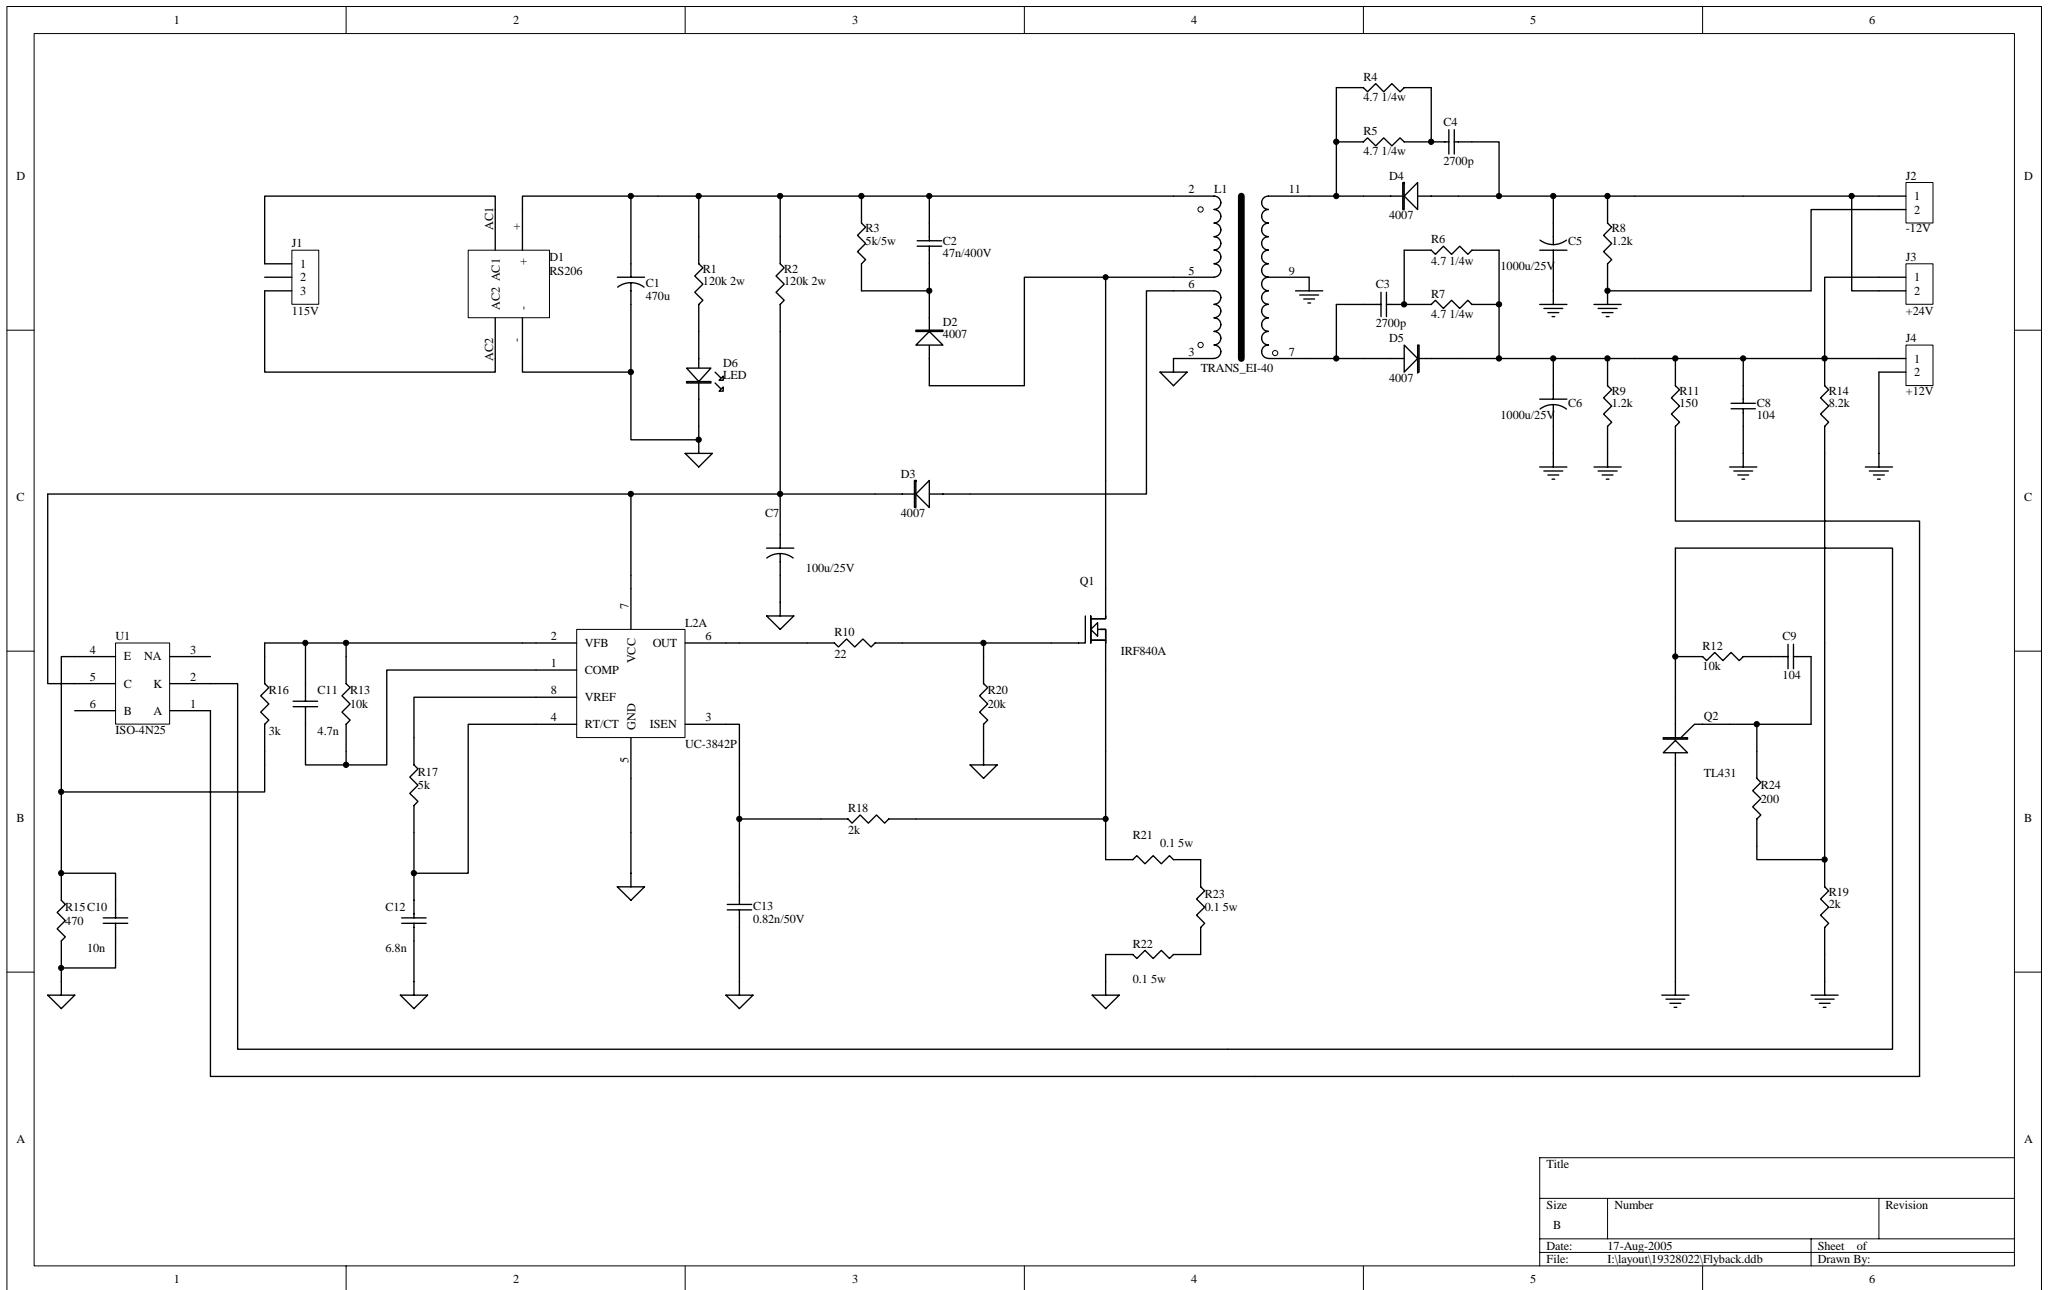 1 2 3 4 5 6
D
C
B
A
D
C
B
A
1 2 3 4 5 6
J1
1
2
3
115V
AC1
AC2
AC2 AC1
+
-
+
-
D1
RS206
C1
470u
R1
120k 2w
D6
LED
R2
120k 2w
R3
5k/5w
C2
47n/400V
D2
4007
D3
4007
C7
100u/25V
2
5
6
3
L1
11
9
7
TRANS_EI-40
R4
4.7 1/4w
R5
4.7 1/4w
C4
2700p
D4
4007
R6
4.7 1/4w
R7
4.7 1/4w
C3
2700p
D5
4007
C5
1000u/25V
R8
1.2k
C6
1000u/25V
R9
1.2k
R11
150
C8
104
R14
8.2k
J2
1
2
-12V
J3
1
2
+24V
J4
1
2
+12V
U1
4 E NA 3
5 C K 2
6 B A 1
ISO-4N25
R16
3k
C11
4.7n
R13
10k
R17
5k
R15
470
C10
10n
C12
6.8n
L2A
7
2 VFB VCC OUT 6
1 COMP
8 VREF
4 RT/CT GND ISEN 3
5
UC-3842P
R10
22
R20
20k
Q1
IRF840A
R18
2k
C13
0.82n/50V
R21
0.1 5w
R23
0.1 5w
R22
0.1 5w
R12
10k
C9
104
Q2
TL431
R24
200
R19
2k
Title
Size Number Revision
B
Date: 17-Aug-2005 Sheet of
File: I:\layout\19328022\Flyback.ddb Drawn By: